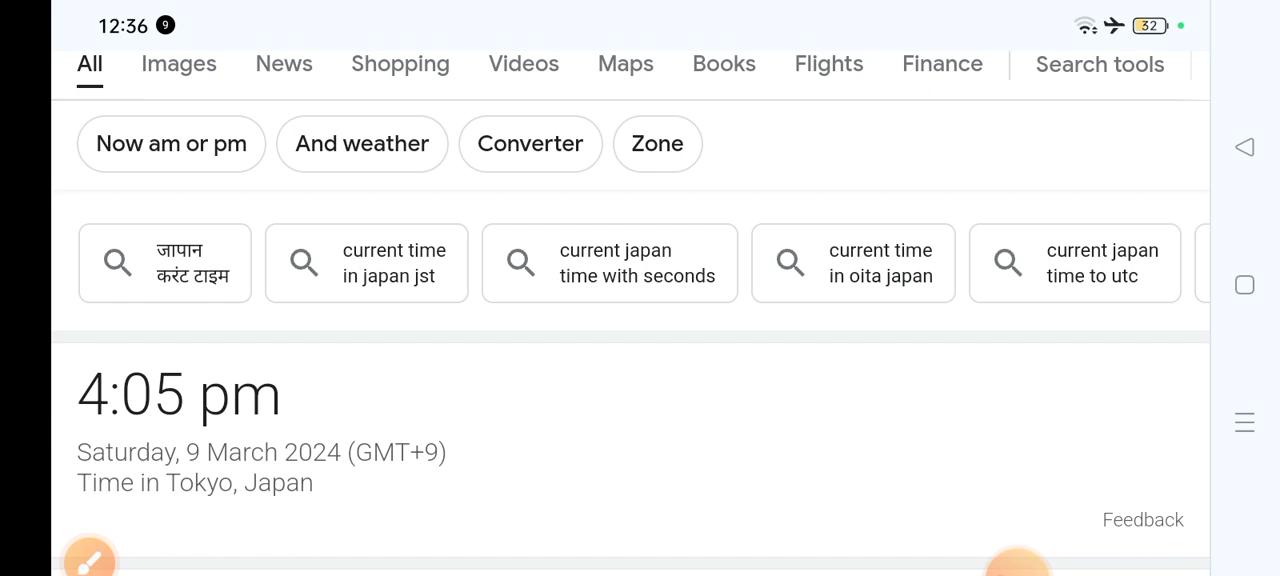 12:36 9 32
All Images News Shopping Videos Maps Books Flights Finance Search tools
Now am or pm And weather Converter Zone
जापान
करंट टाइम
current time
in japan jst
current japan
time with seconds
current time
in oita japan
current japan
time to utc
4:05 pm
Saturday, 9 March 2024 (GMT+9)
Time in Tokyo, Japan
Feedback